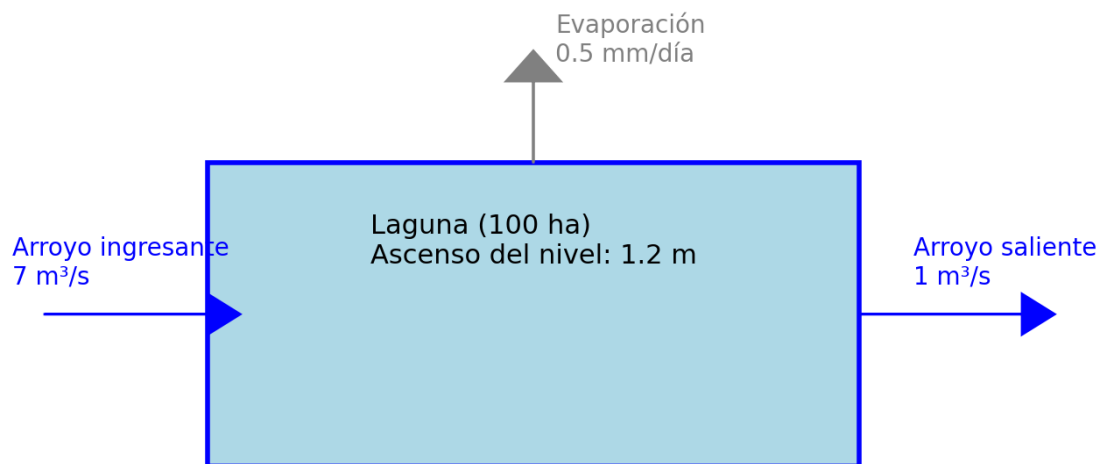 Evaporación
0.5 mm/día
Laguna (100 ha)
Ascenso del nivel: 1.2 m
Arroyo ingresante
7 m³/s
Arroyo saliente
1 m³/s